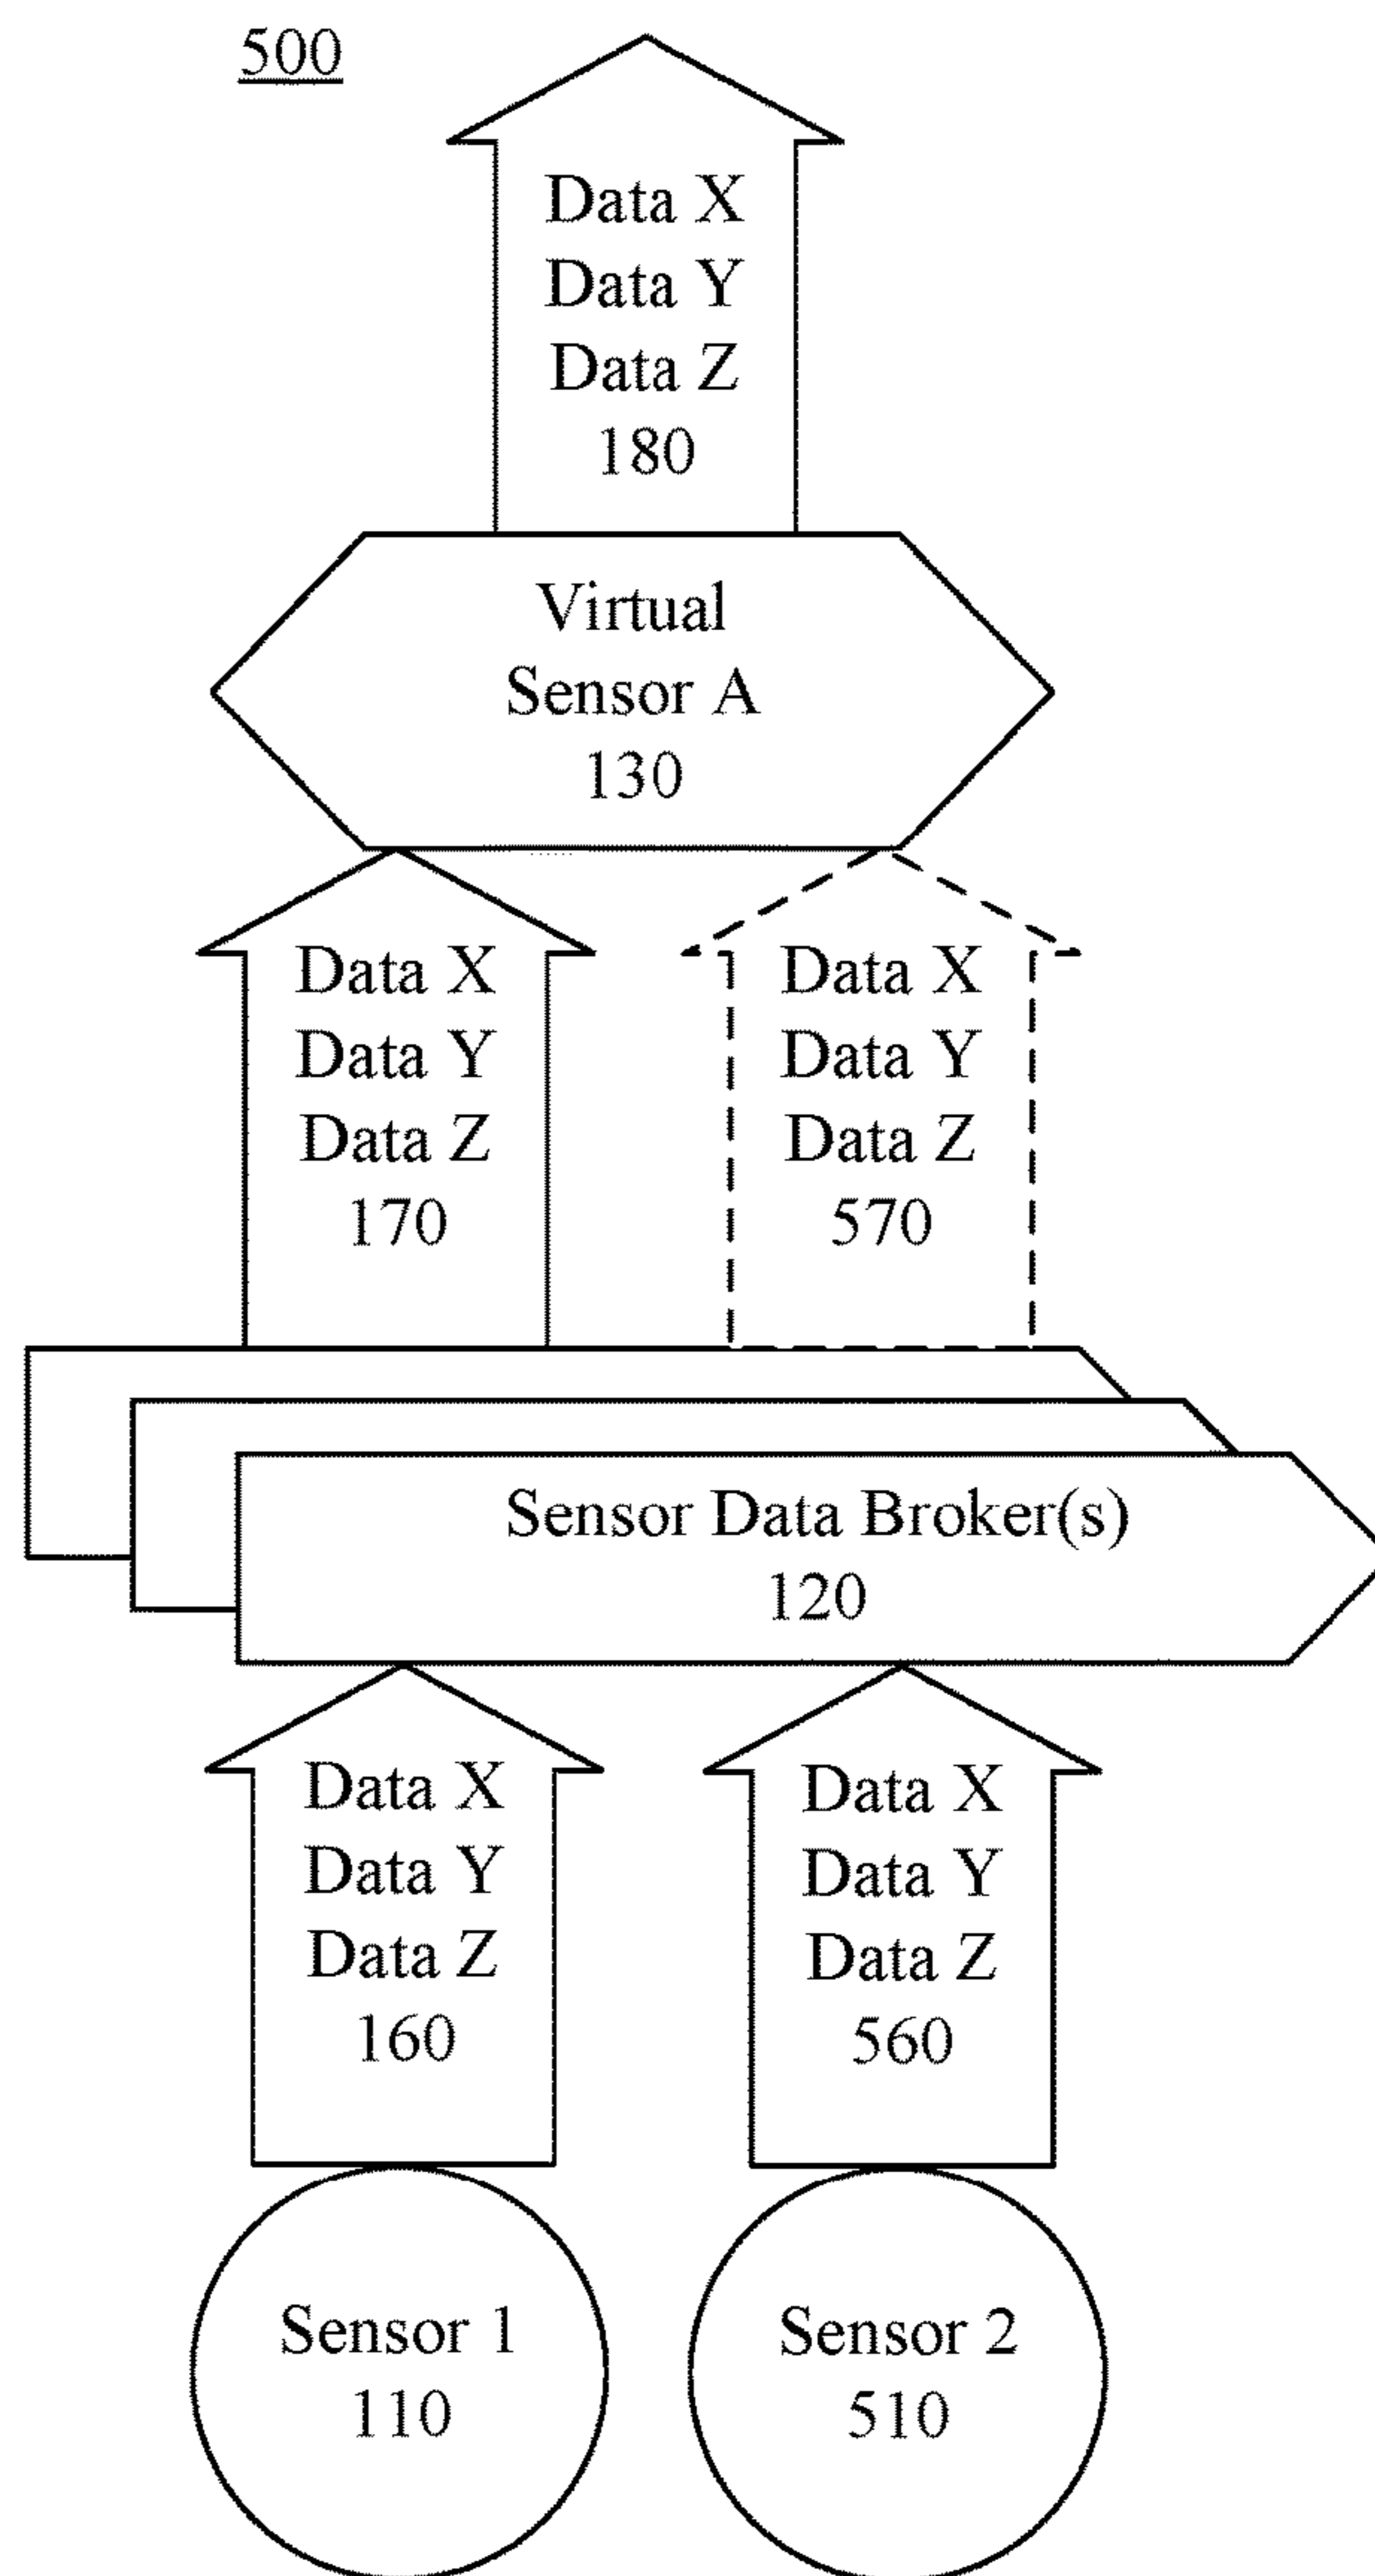 500
Data X
Data Y
Data Z
180
Virtual
Sensor A
130
Data X
Data Y
Data Z
170
Data X
Data Y
Data Z
570
Sensor Data Broker(s)
120
Data X
Data Y
Data Z
160
Data X
Data Y
Data Z
560
Sensor 1
110
Sensor 2
510